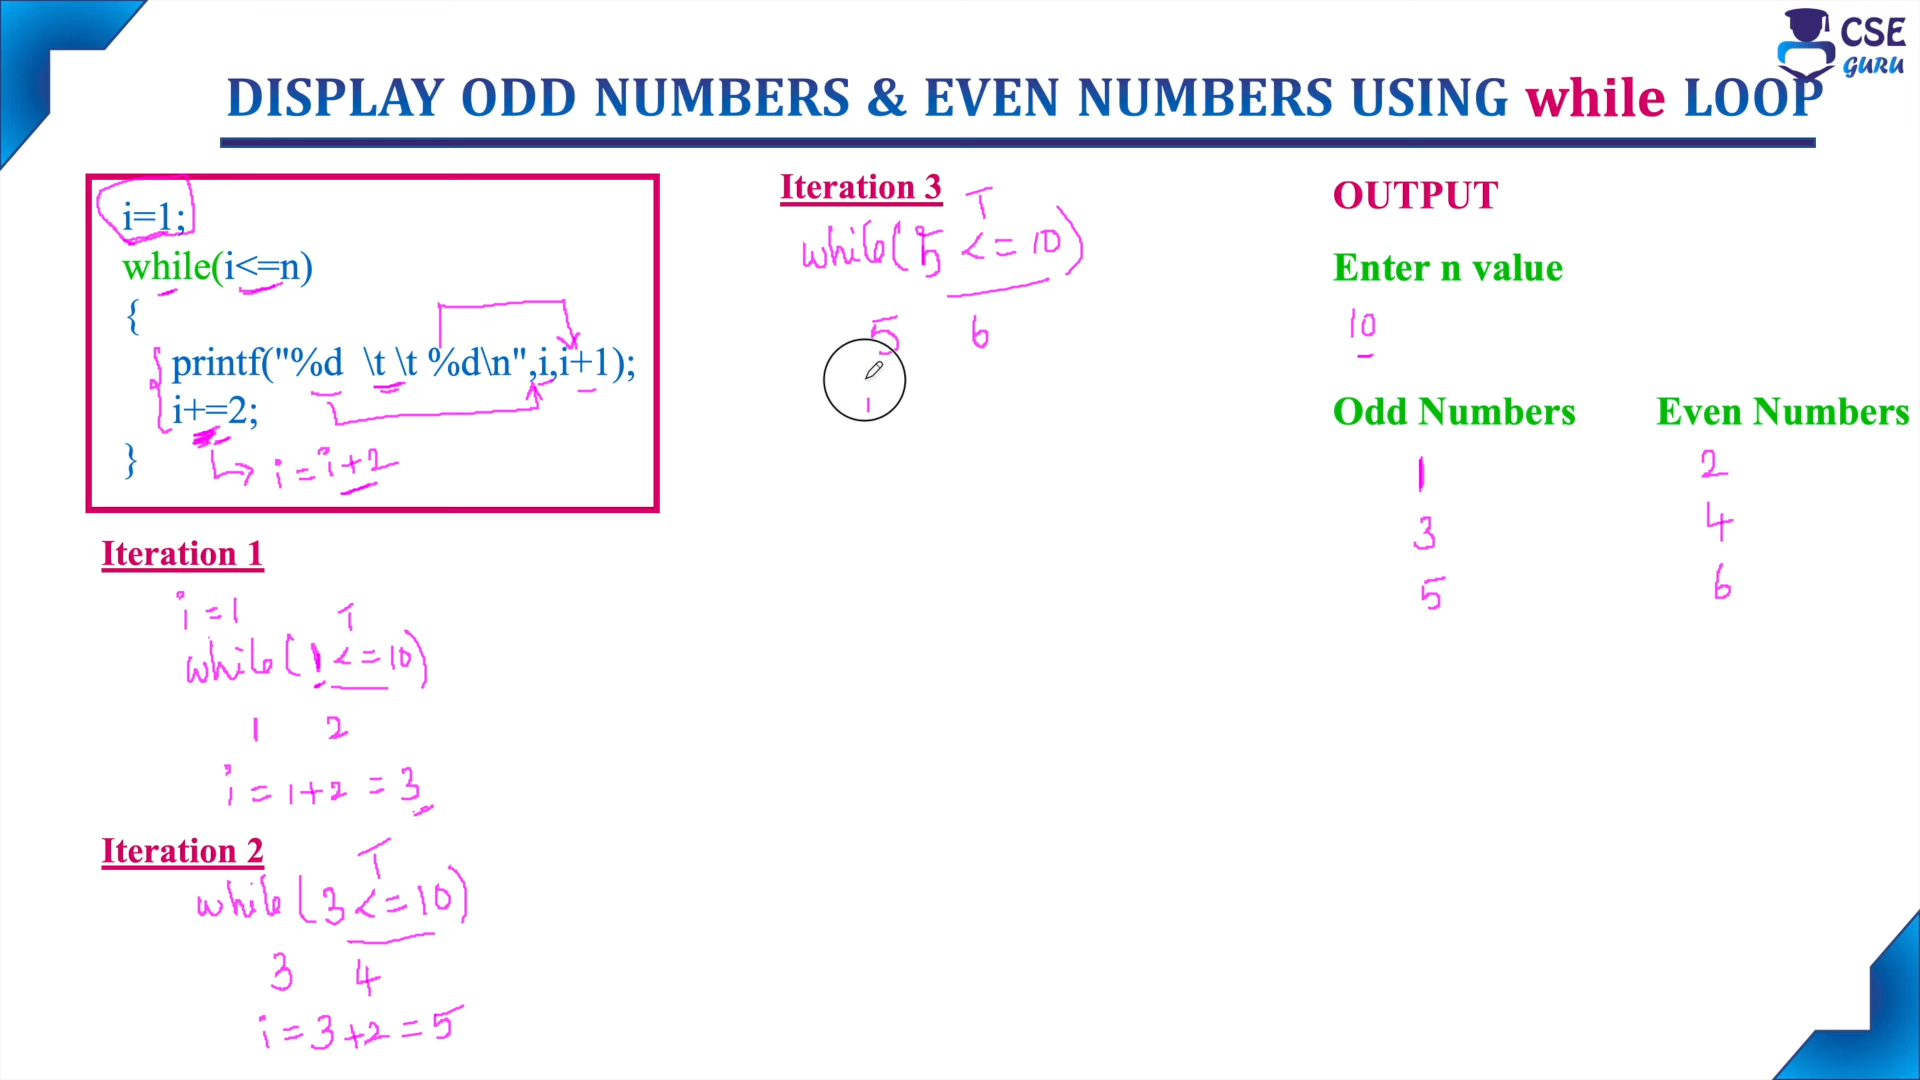 CSE
GURU
DISPLAY ODD NUMBERS & EVEN NUMBERS USING while LOOP
i=1;
while(i<=n)
{
printf("%d \t \t %d\n",i,i+1);
i+=2;
}
i = i+2
Iteration 1
i = 1
T
while(1 <= 10)
1 2
i = 1+2 = 3
Iteration 2
T
while(3 <= 10)
3 4
i = 3+2 = 5
Iteration 3
T
while(5 <= 10)
5 6
OUTPUT
Enter n value
10
Odd Numbers Even Numbers
1 2
3 4
5 6